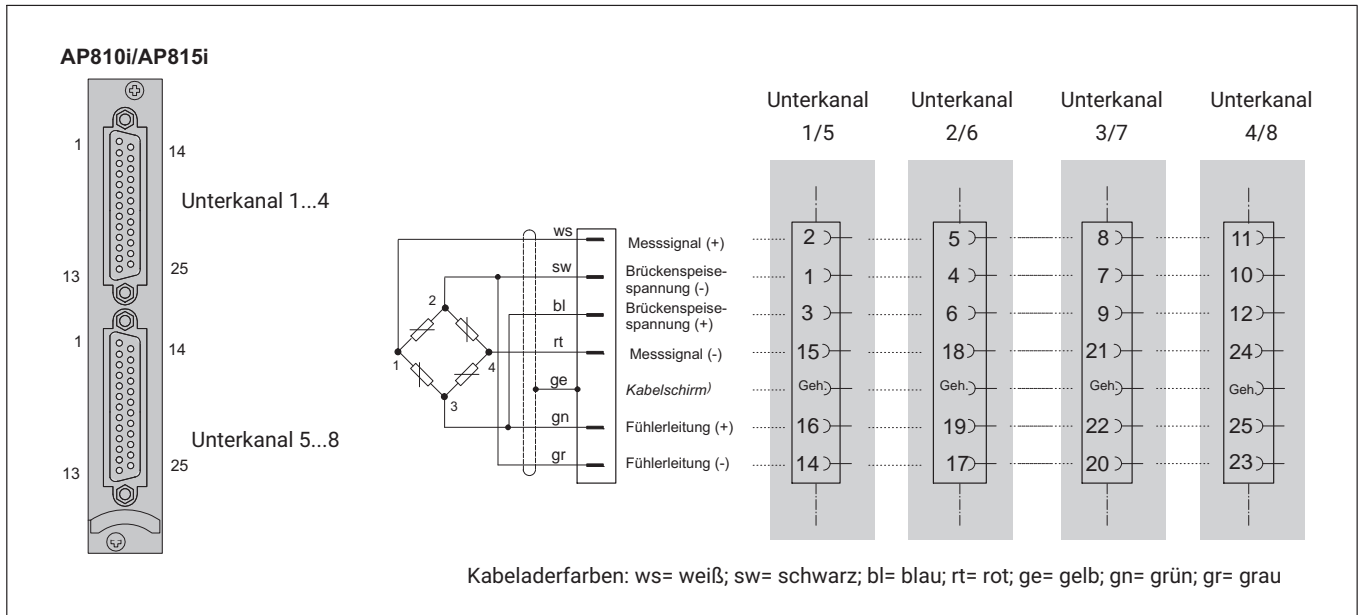 AP810i/AP815i
1
14
Unterkanal 1...4
13
25
1
14
Unterkanal 5...8
13
25
Unterkanal 1/5
Unterkanal 2/6
Unterkanal 3/7
Unterkanal 4/8
1
2
3
4
ws Messsignal (+) 2 5 8 11
sw Brückenspeise-
spannung (-) 1 4 7 10
bl Brückenspeise-
spannung (+) 3 6 9 12
rt Messsignal (-) 15 18 21 24
ge Kabelschirm) Geh. Geh. Geh. Geh.
gn Fühlerleitung (+) 16 19 22 25
gr Fühlerleitung (-) 14 17 20 23
Kabeladerfarben: ws= weiß; sw= schwarz; bl= blau; rt= rot; ge= gelb; gn= grün; gr= grau